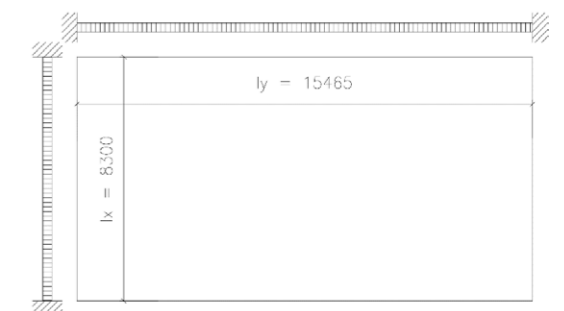 ly = 15465
lx = 8300